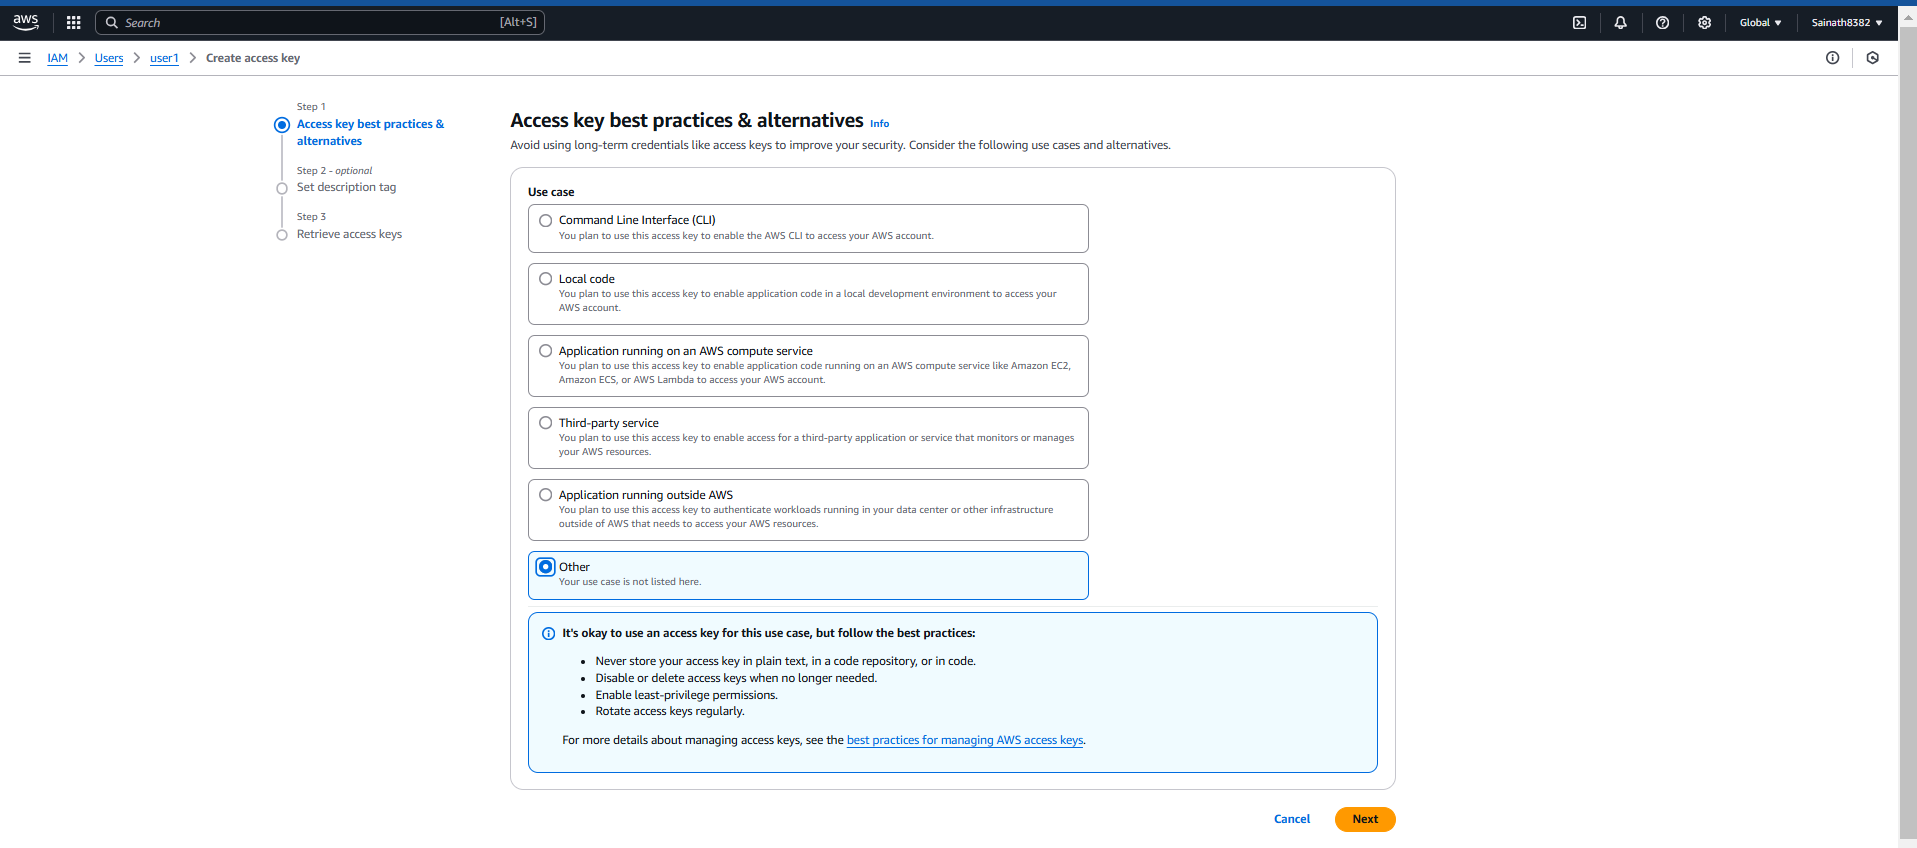 aws
Search [Alt+S]
Global
Sainath8382
IAM > Users > user1 > Create access key
Step 1
Access key best practices &
alternatives
Step 2 - optional
Set description tag
Step 3
Retrieve access keys
Access key best practices & alternatives Info
Avoid using long-term credentials like access keys to improve your security. Consider the following use cases and alternatives.
Use case
Command Line Interface (CLI)
You plan to use this access key to enable the AWS CLI to access your AWS account.
Local code
You plan to use this access key to enable application code in a local development environment to access your
AWS account.
Application running on an AWS compute service
You plan to use this access key to enable application code running on an AWS compute service like Amazon EC2,
Amazon ECS, or AWS Lambda to access your AWS account.
Third-party service
You plan to use this access key to enable access for a third-party application or service that monitors or manages
your AWS resources.
Application running outside AWS
You plan to use this access key to authenticate workloads running in your data center or other infrastructure
outside of AWS that needs to access your AWS resources.
Other
Your use case is not listed here.
It's okay to use an access key for this use case, but follow the best practices:
• Never store your access key in plain text, in a code repository, or in code.
• Disable or delete access keys when no longer needed.
• Enable least-privilege permissions.
• Rotate access keys regularly.
For more details about managing access keys, see the best practices for managing AWS access keys.
Cancel
Next